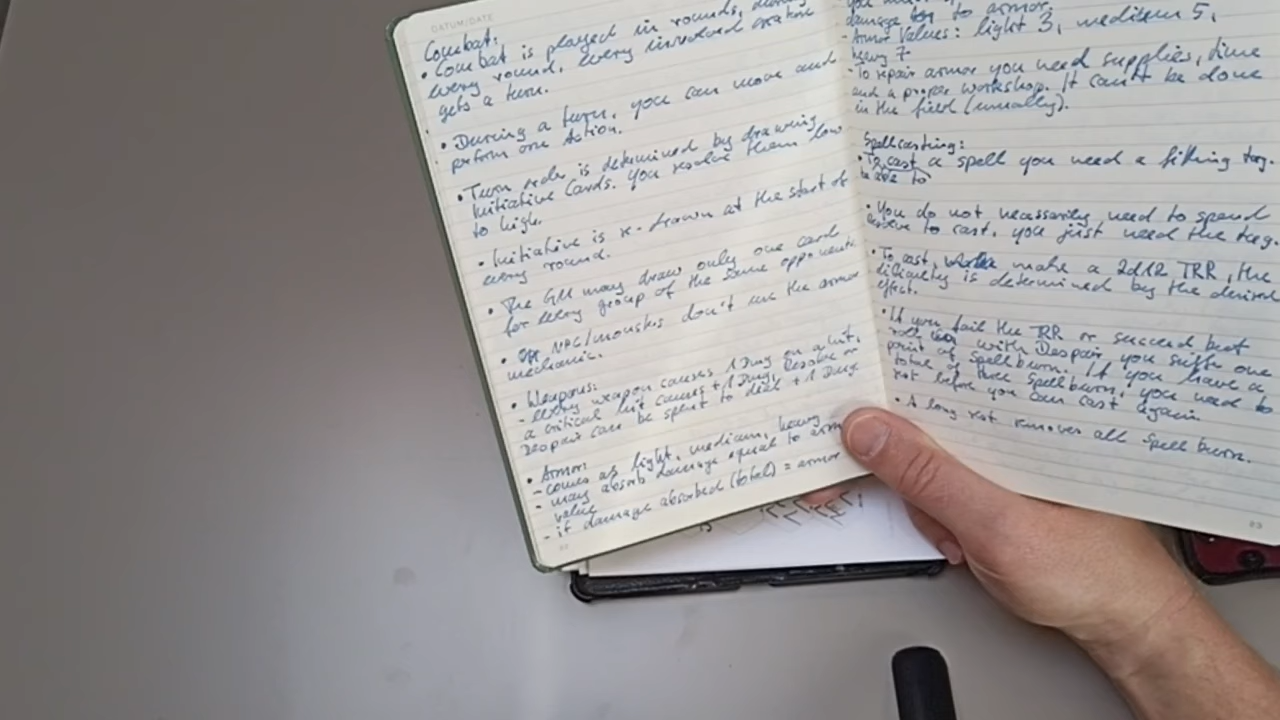 DATUM/DATE
Combat:
• Combat is played in rounds, during
every round, every involved creature
gets a turn.
• During a turn, you can move and
perform one Action.
• Turn order is determined by drawing
Initiative Cards. You resolve them low
to high.
• Initiative is re-drawn at the start of
every round.
• The GM may draw only one card
for every group of the same opponents.
• NPC/monsters don't use the armor
mechanic.
• Weapons:
- every weapon causes 1 Dmg on a hit,
a critical hit causes +1 Dmg, Resolve or
Despair can be spent to deal +1 Dmg.
• Armor:
- comes as light, medium, heavy
- may absorb damage equal to armor
value
- if damage absorbed (total) = armor
damage to armor.
- Armor Values: light 3, medium 5,
heavy 7
- To repair armor you need supplies, time
and a proper workshop. It can't be done
in the field (usually).
Spellcasting:
• To cast a spell you need a fitting tag.
be able to
• You do not necessarily need to spend
resolve to cast, you just need the tag.
• To cast, make a 2d12 TRR, the
difficulty is determined by the desired
effect.
• If you fail the TRR or succeed but
roll with Despair, you suffer one
point of Spellburn. If you have a
total of three Spellburn, you need to
rest before you can cast again.
• A long rest removes all Spell burn.